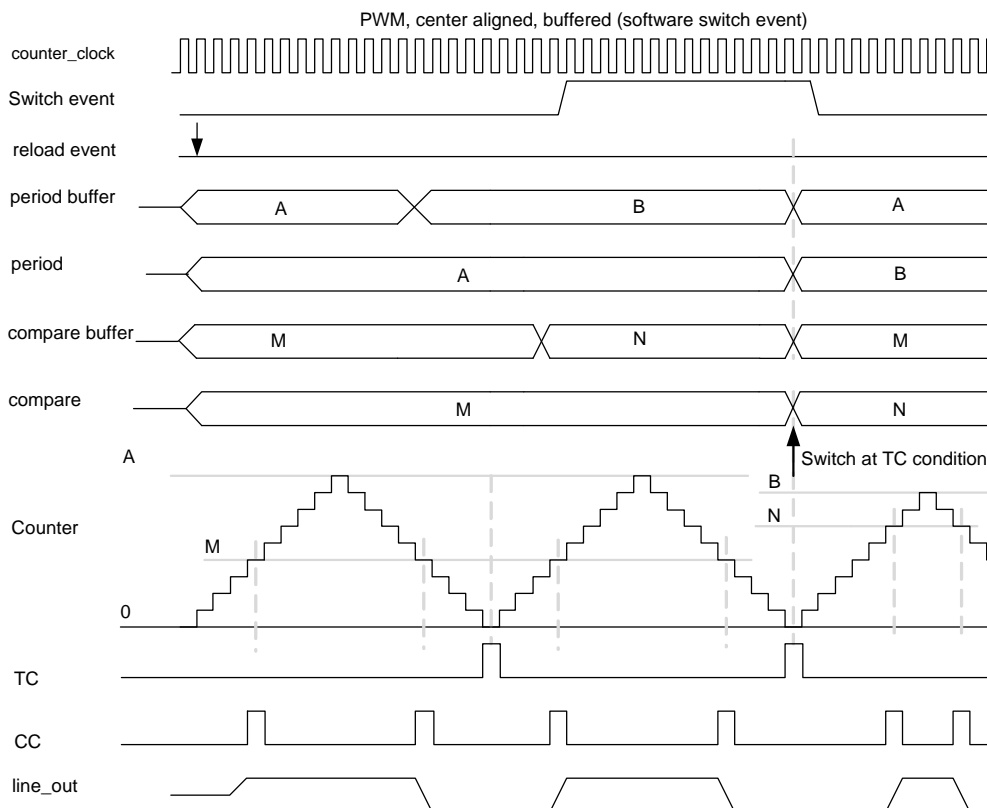 PWM, center aligned, buffered (software switch event)
counter_clock
Switch event
reload event
period buffer
A
B
A
period
A
B
compare buffer
M
N
M
compare
M
N
Switch at TC condition
A
B
N
Counter
M
0
TC
CC
line_out